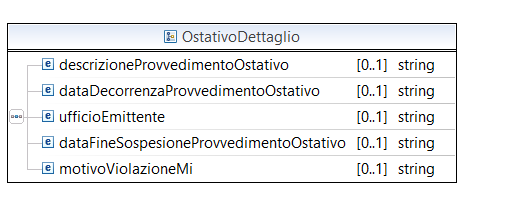 OstativoDettaglio
e descrizioneProvvedimentoOstativo [0..1] string
e dataDecorrenzaProvvedimentoOstativo [0..1] string
e ufficioEmittente [0..1] string
e dataFineSospesioneProvvedimentoOstativo [0..1] string
e motivoViolazioneMi [0..1] string